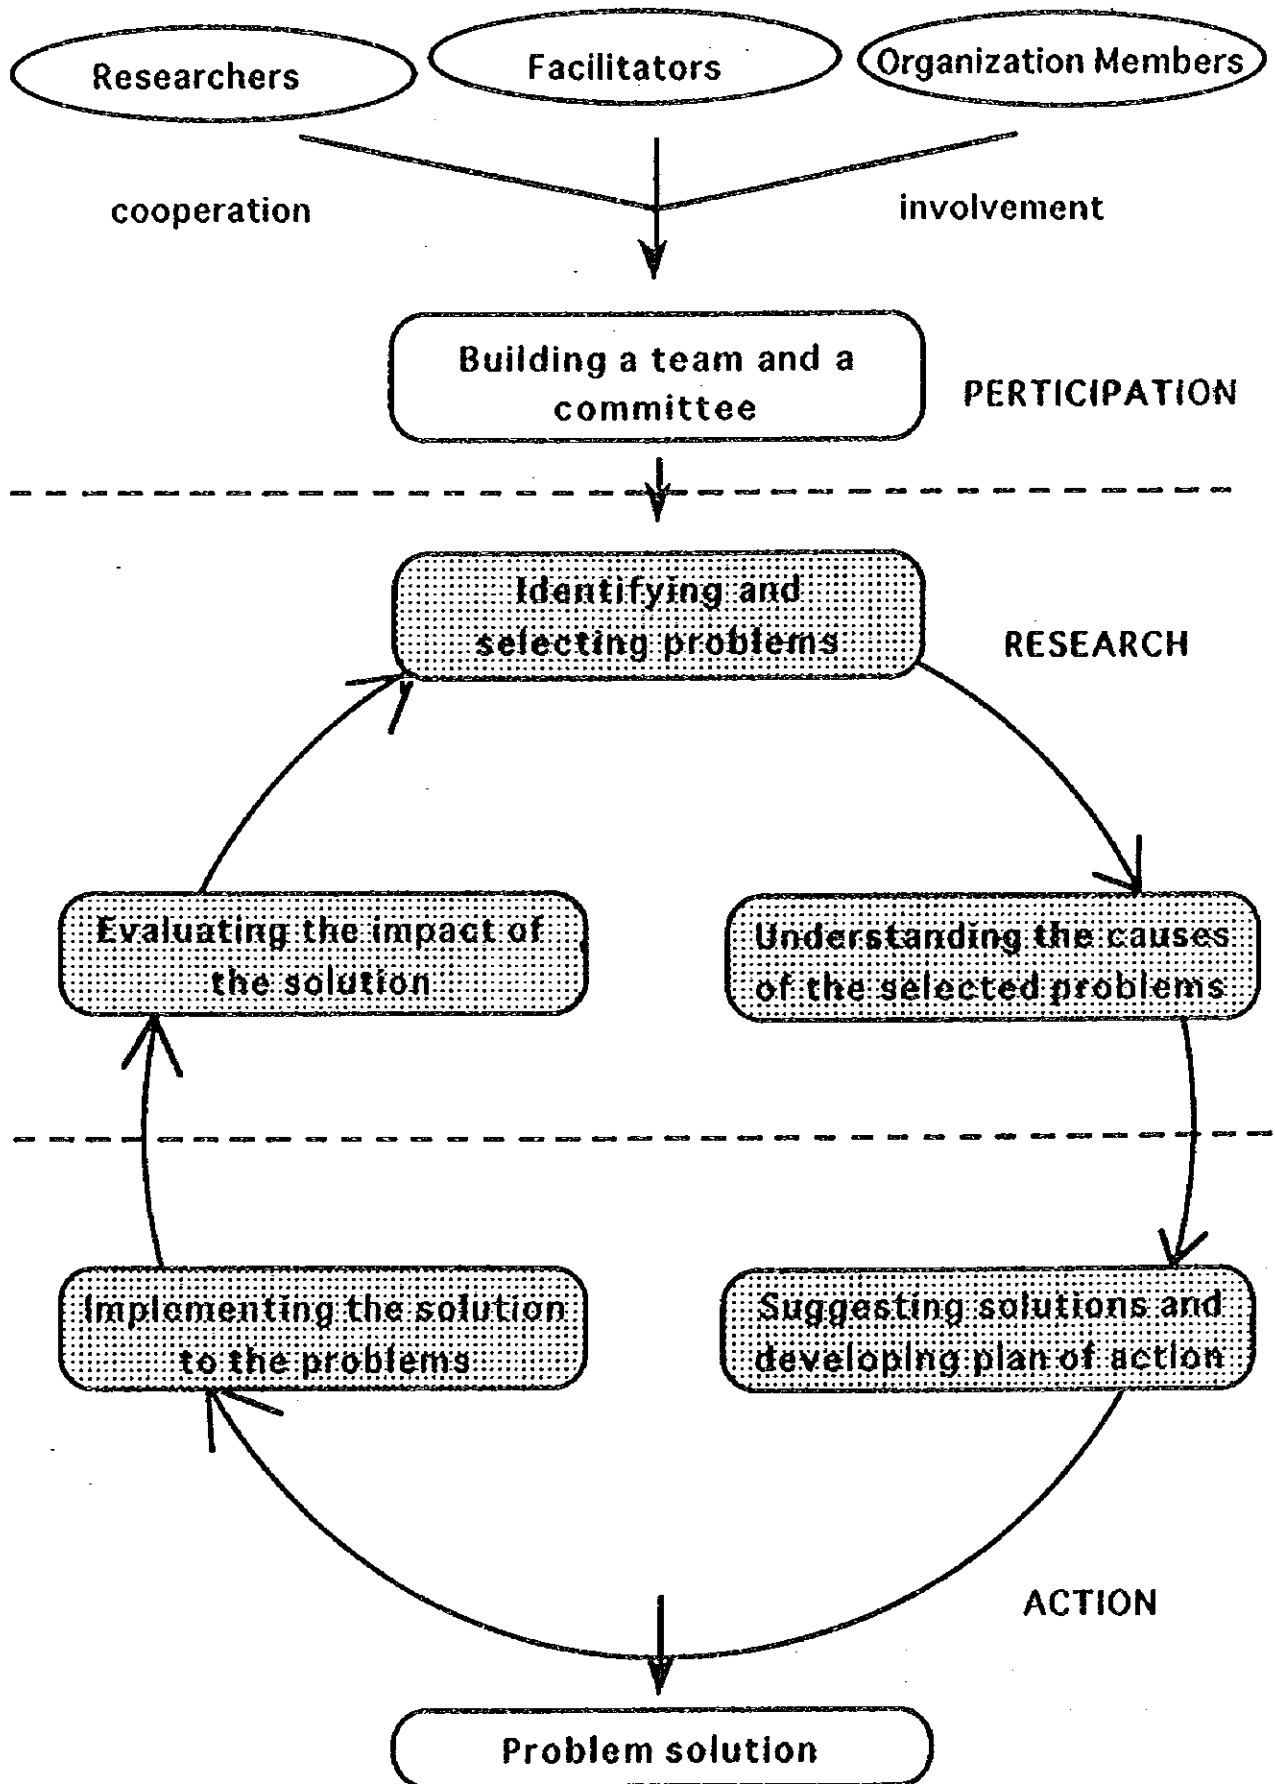 Researchers
Facilitators
Organization Members
cooperation
involvement
Building a team and a
committee
PERTICIPATION
Identifying and
selecting problems
RESEARCH
Evaluating the impact of
the solution
Understanding the causes
of the selected problems
Implementing the solution
to the problems
Suggesting solutions and
developing plan of action
ACTION
Problem solution